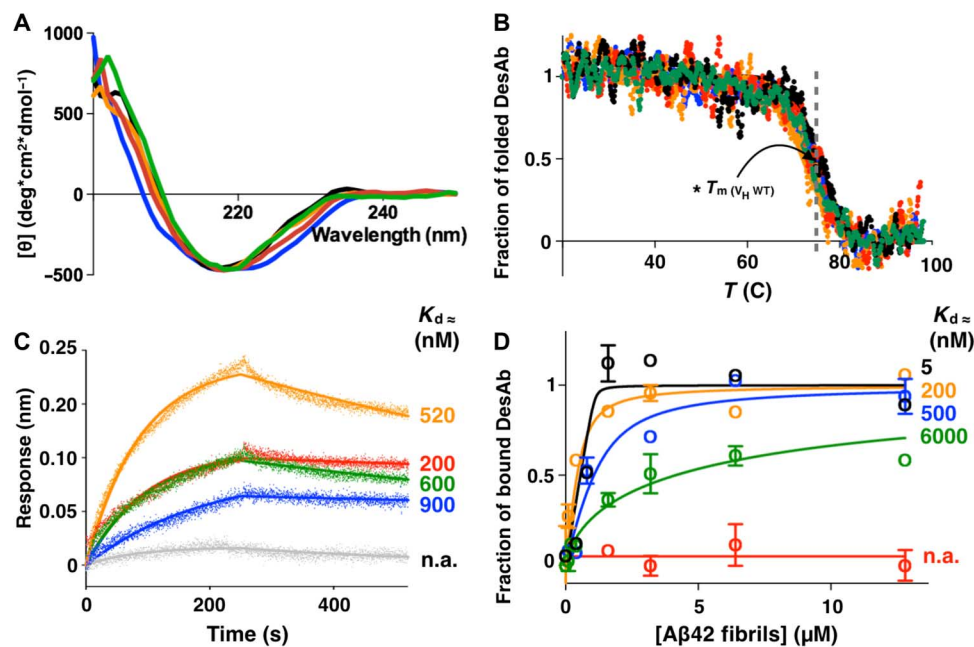 A
1000
500
0
−500
[θ] (deg*cm²*dmol⁻¹)
220
240
Wavelength (nm)
B
1
0.5
0
Fraction of folded DesAb
* Tm (VH WT)
40
60
80
100
T (C)
C
Kd ≈
(nM)
0.25
0.20
0.10
0.05
0
Response (nm)
520
200
600
900
n.a.
0
200
400
Time (s)
D
Kd ≈
(nM)
1
0.5
0
Fraction of bound DesAb
5
200
500
6000
n.a.
0
5
10
[Aβ42 fibrils] (μM)